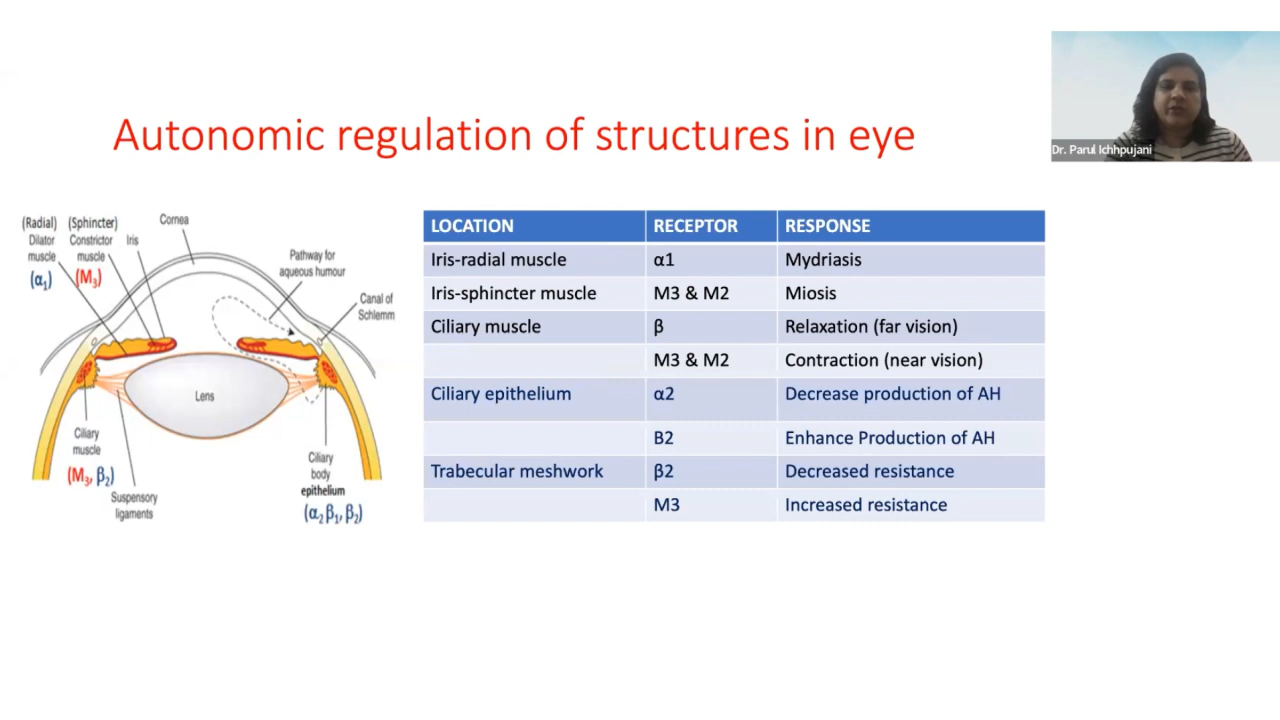 Dr. Parul Ichhpujani
Autonomic regulation of structures in eye
(Radial)
Dilator
muscle
(α₁)
(Sphincter)
Constrictor
muscle
(M₃)
Iris
Cornea
Pathway for
aqueous humour
Canal of
Schlemm
Lens
Ciliary
muscle
(M₃, β₂)
Suspensory
ligaments
Ciliary
body
epithelium
(α₂ β₁, β₂)
LOCATION RECEPTOR RESPONSE
Iris-radial muscle α1 Mydriasis
Iris-sphincter muscle M3 & M2 Miosis
Ciliary muscle β Relaxation (far vision)
M3 & M2 Contraction (near vision)
Ciliary epithelium α2 Decrease production of AH
B2 Enhance Production of AH
Trabecular meshwork β2 Decreased resistance
M3 Increased resistance